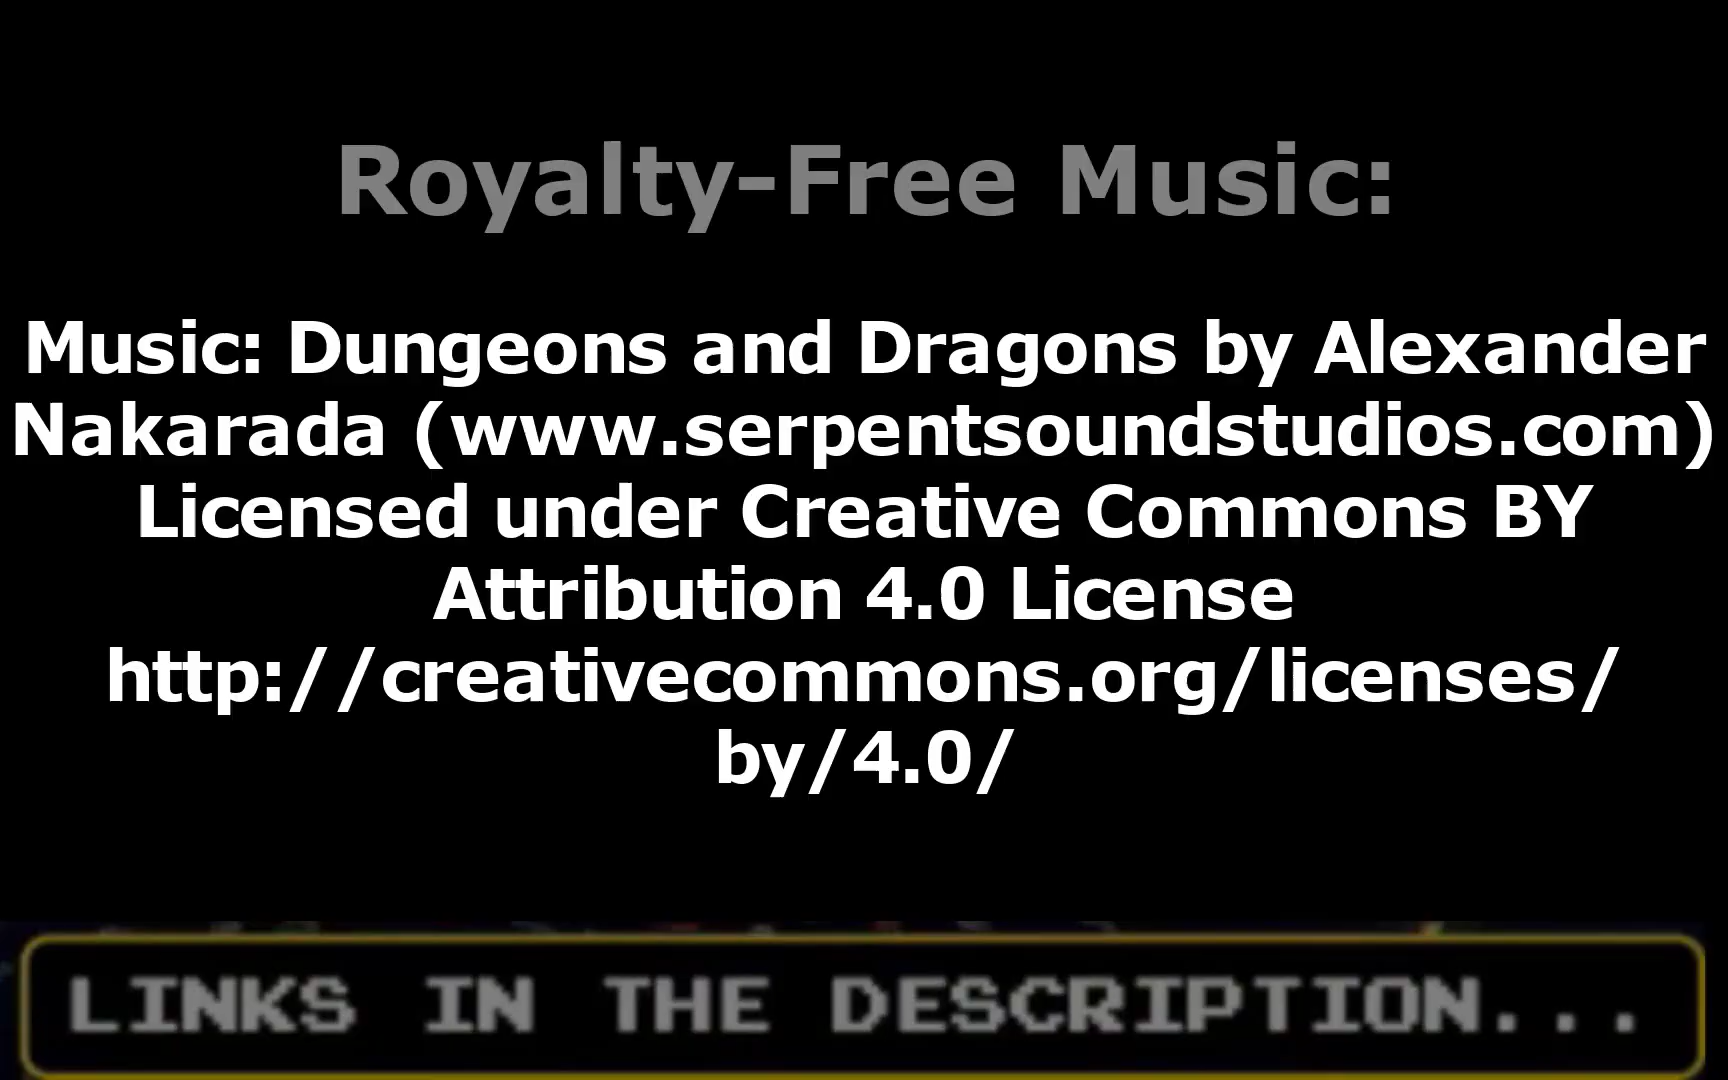 Royalty-Free Music:
Music: Dungeons and Dragons by Alexander
Nakarada (www.serpentsoundstudios.com)
Licensed under Creative Commons BY
Attribution 4.0 License
http://creativecommons.org/licenses/
by/4.0/
LINKS IN THE DESCRIPTION...